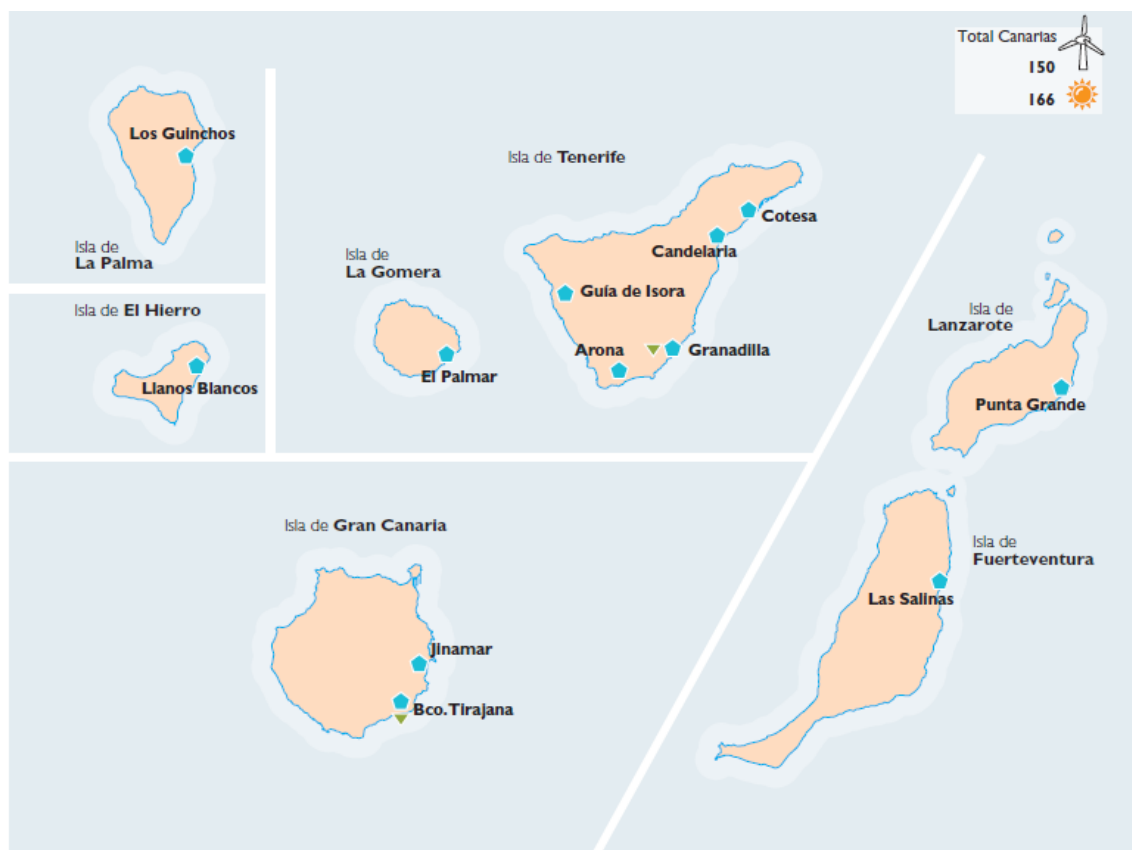 Total Canarias
150
166
Los Guinchos
Isla de Tenerife
Cotesa
Isla de
La Palma
Isla de
La Gomera
Candelaria
Guía de Isora
Isla de El Hierro
Isla de
Lanzarote
Arona
Granadilla
El Palmar
Llanos Blancos
Punta Grande
Isla de Gran Canaria
Isla de
Fuerteventura
Las Salinas
Jinamar
Bco. Tirajana